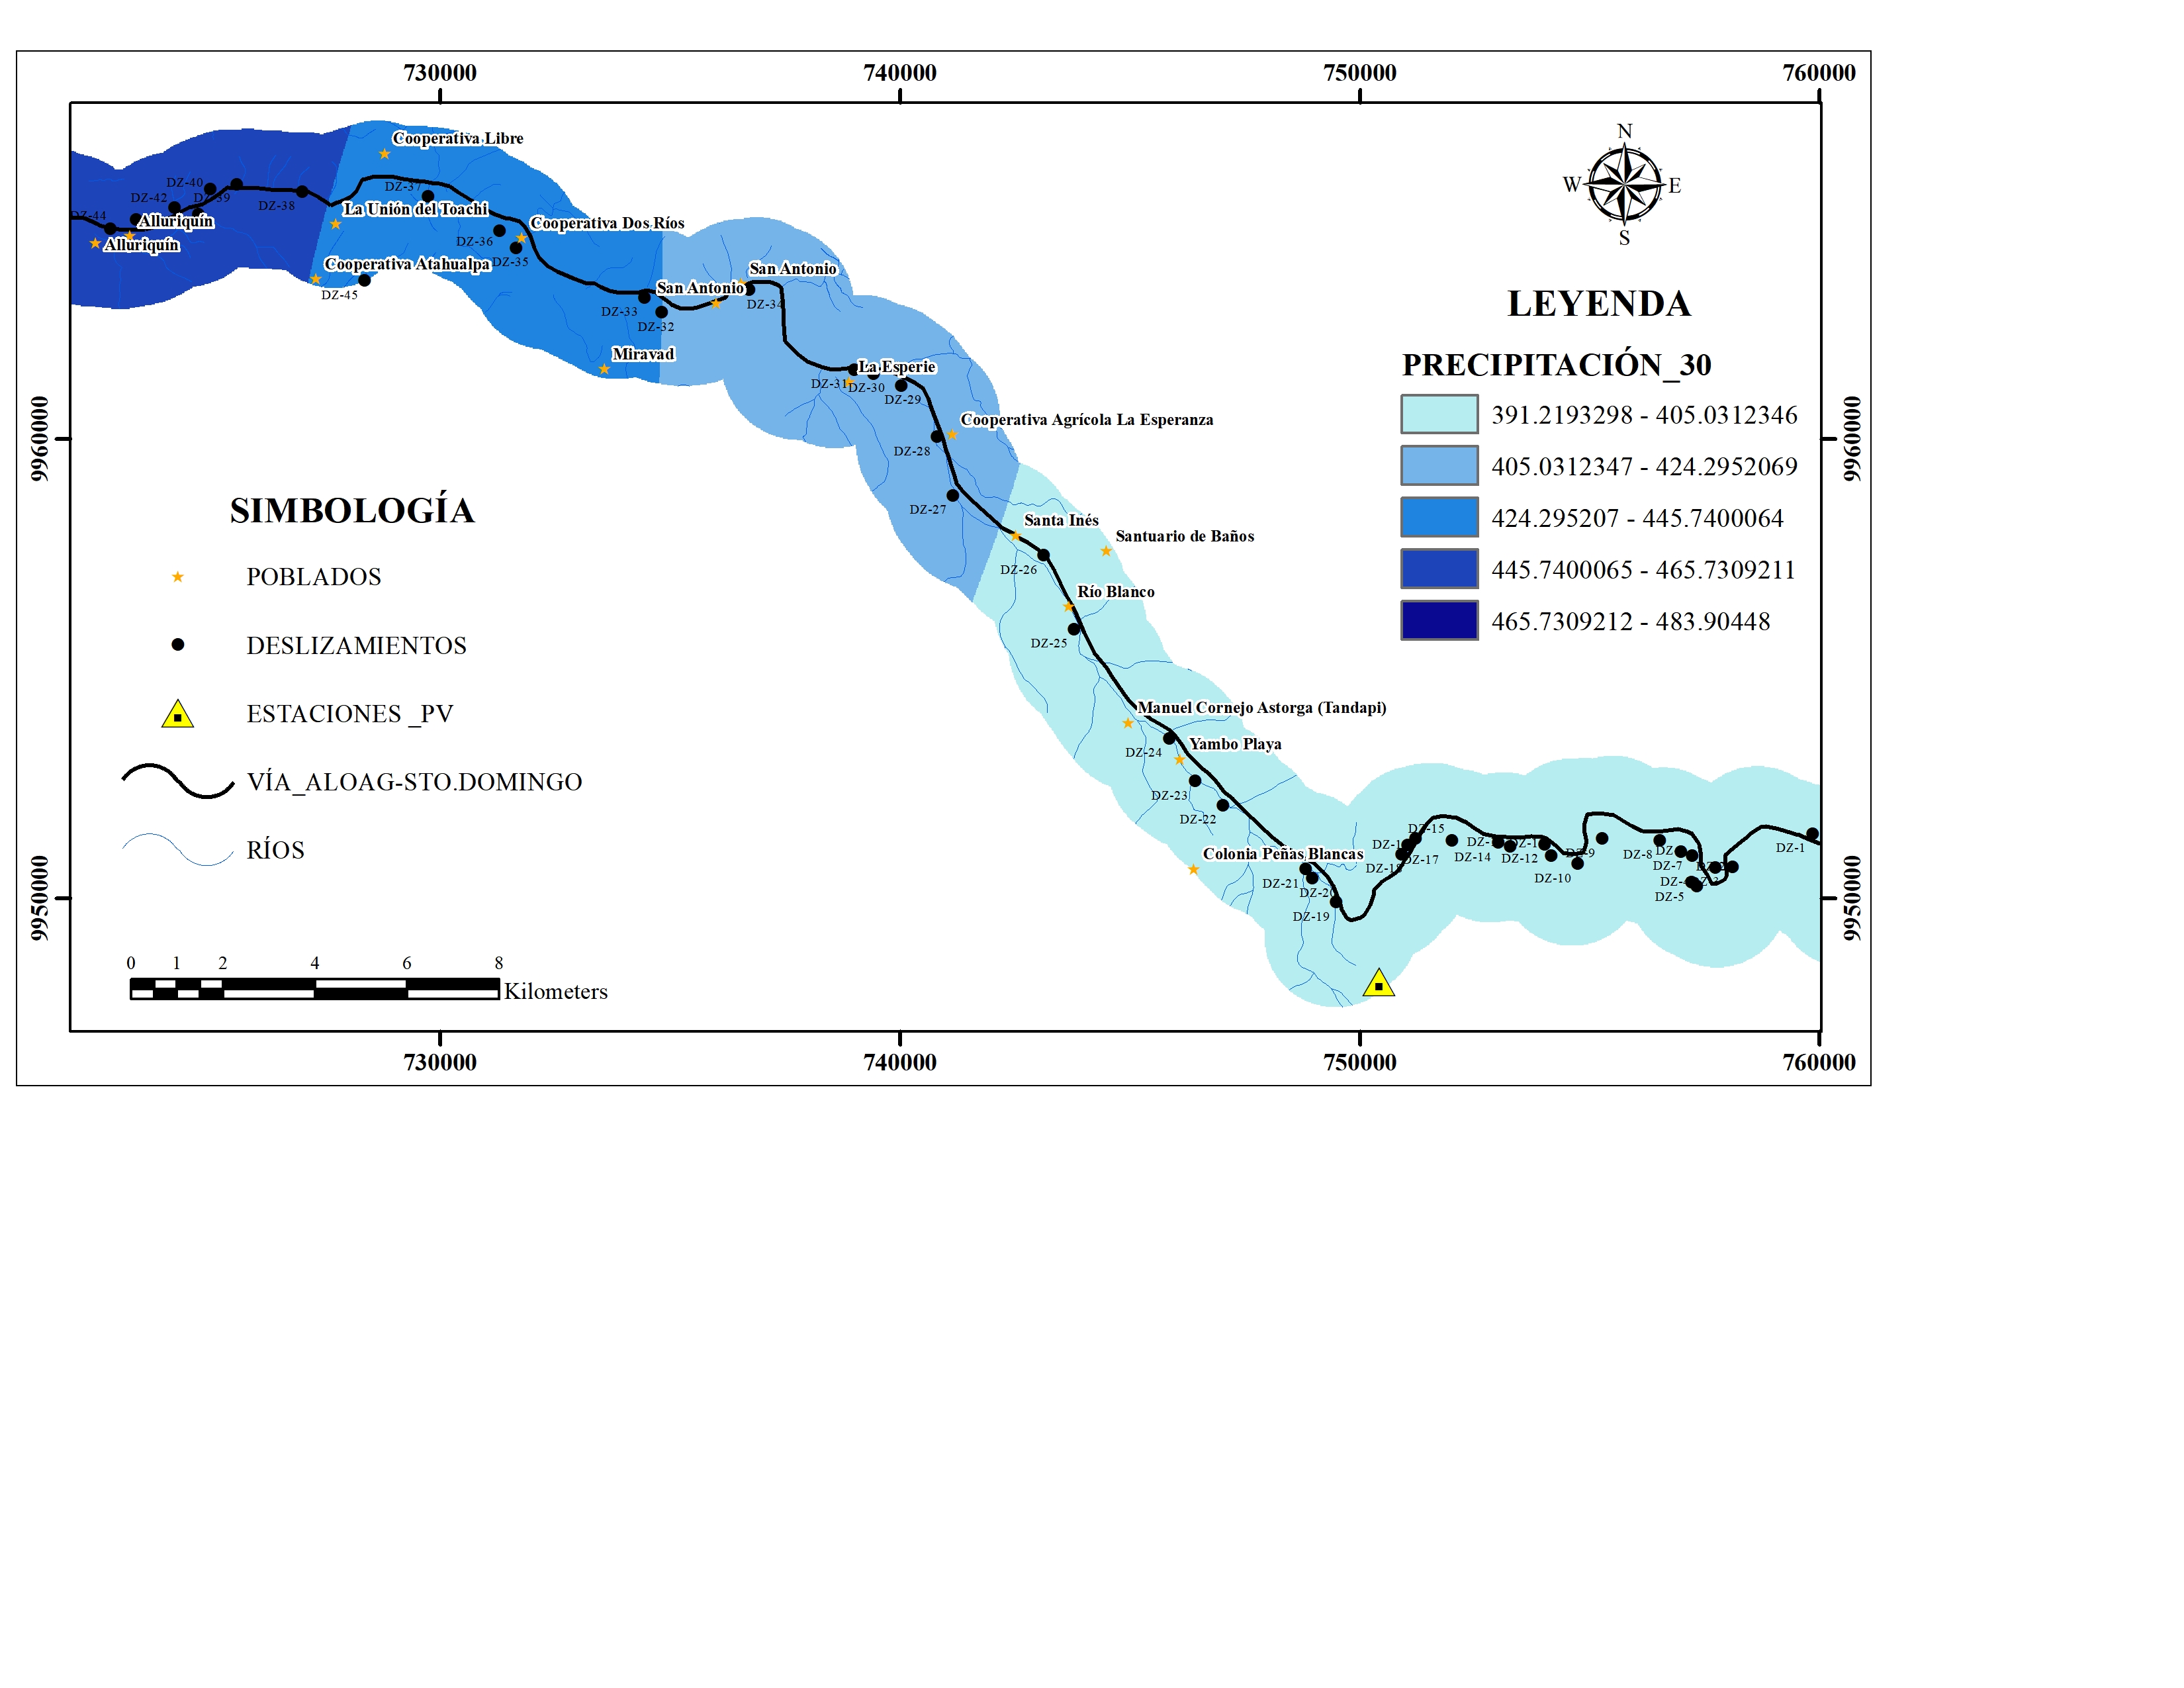 730000
740000
750000
760000
N
W
E
S
Cooperativa Libre
DZ-40
DZ-42
DZ-37
DZ-38
DZ-44
La Unión del Toachi
Alluriquín
Alluriquín
Cooperativa Dos Ríos
DZ-36
DZ-35
Cooperativa Atahualpa
DZ-45
San Antonio
San Antonio
DZ-34
DZ-33
DZ-32
Miravad
La Esperie
DZ-31
DZ-30
DZ-29
Cooperativa Agrícola La Esperanza
DZ-28
DZ-27
Santa Inés
Santuario de Baños
DZ-26
Río Blanco
DZ-25
Manuel Cornejo Astorga (Tandapi)
DZ-24
Yambo Playa
DZ-23
DZ-22
Colonia Peñas Blancas
DZ-21
DZ-19
DZ-15
DZ-17
DZ-18
DZ-14
DZ-12
DZ-10
DZ-8
DZ-7
DZ-5
DZ-1
LEYENDA
PRECIPITACIÓN_30
391.2193298 - 405.0312346
405.0312347 - 424.2952069
424.295207 - 445.7400064
445.7400065 - 465.7309211
465.7309212 - 483.90448
SIMBOLOGÍA
POBLADOS
DESLIZAMIENTOS
ESTACIONES _PV
VÍA_ALOAG-STO.DOMINGO
RÍOS
0 1 2 4 6 8
Kilometers
9960000
9950000
9960000
9950000
730000
740000
750000
760000